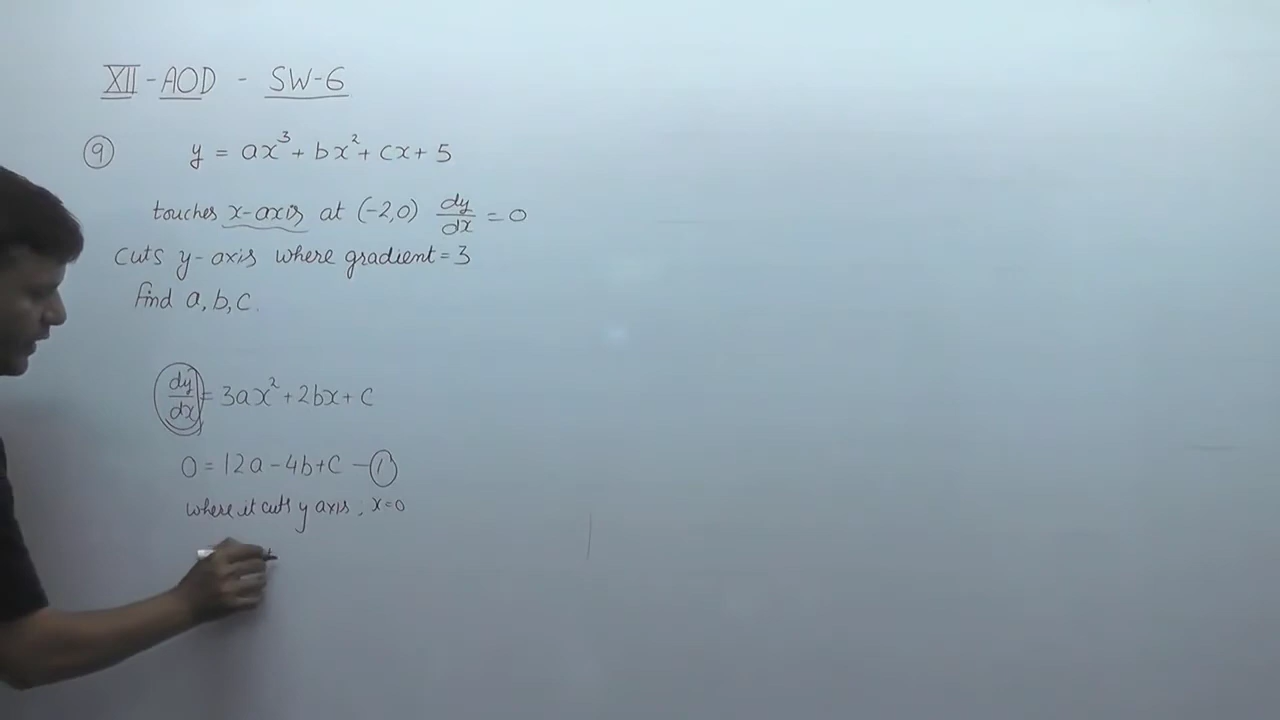 XII - AOD - SW-6
9 y = ax³ + bx² + cx + 5
touches x-axis at (-2,0) dy/dx = 0
cuts y-axis where gradient = 3
find a, b, c.
dy/dx = 3ax² + 2bx + c
0 = 12a - 4b + c - 1
where it cuts y axis, x = 0